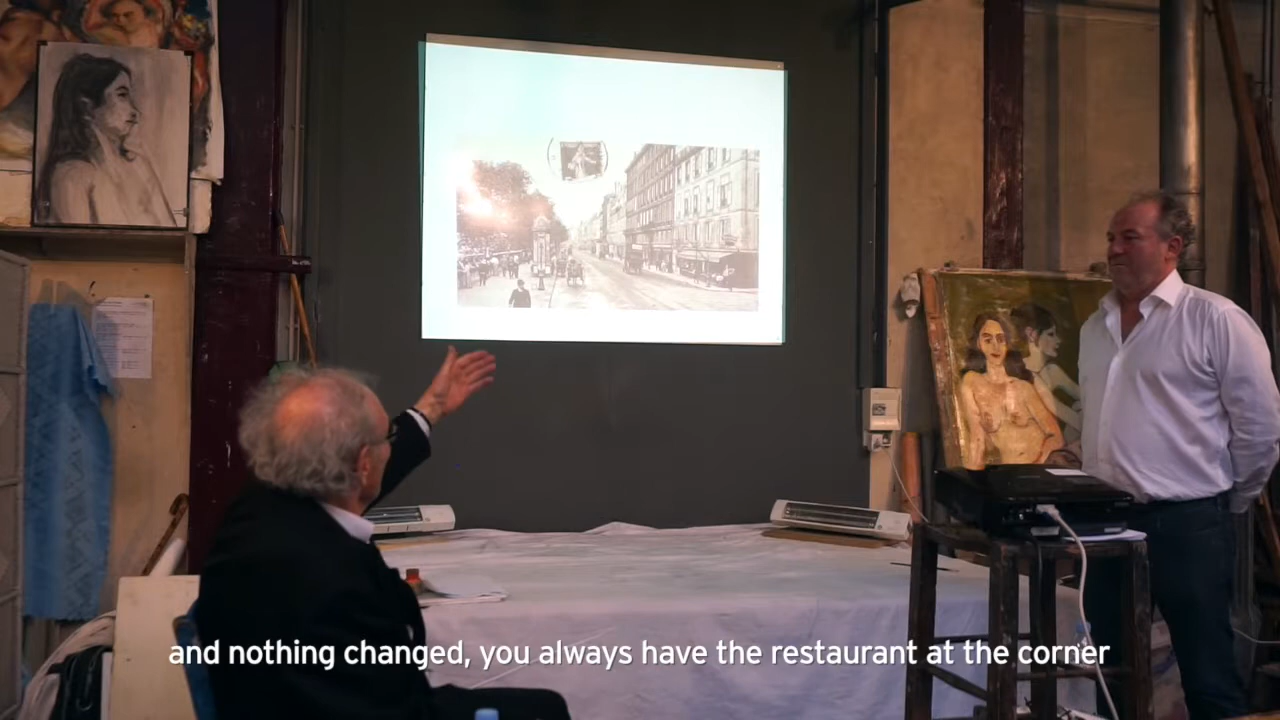 and nothing changed, you always have the restaurant at the corner